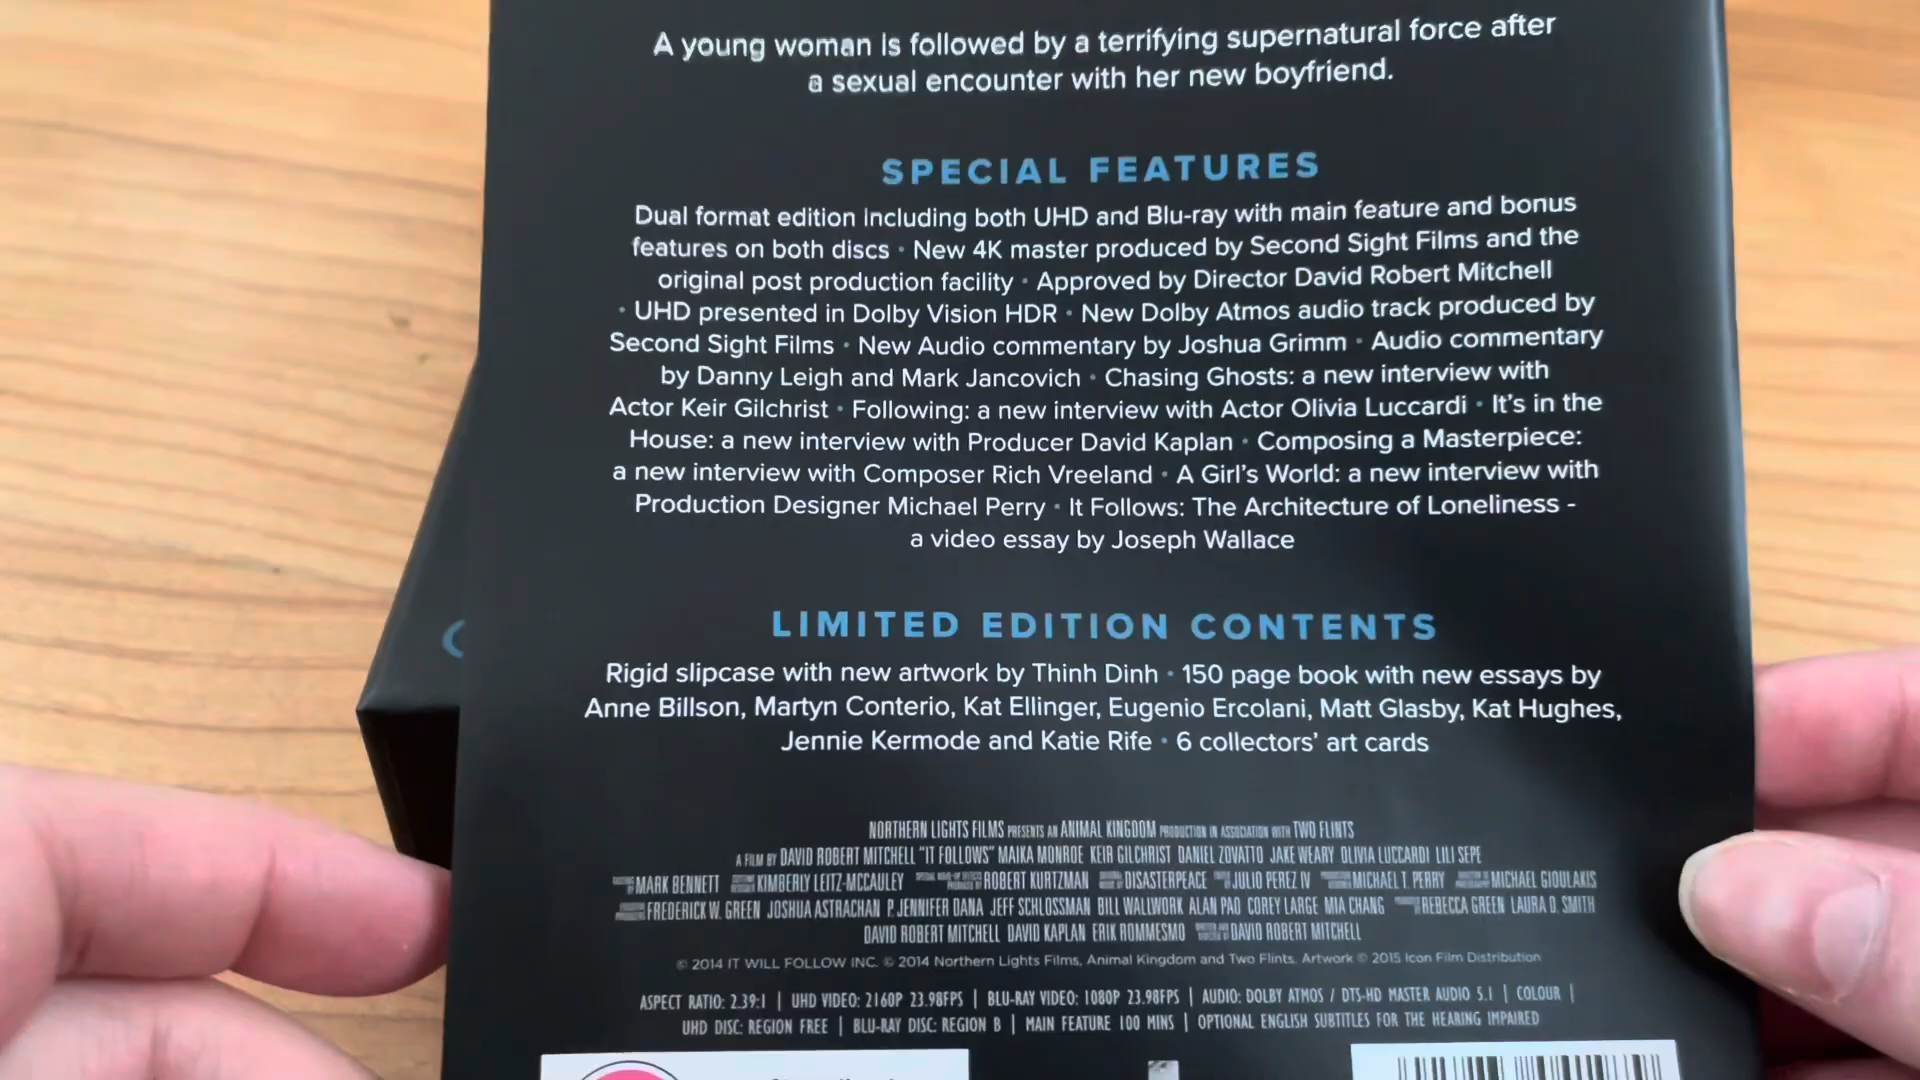 A young woman is followed by a terrifying supernatural force after
a sexual encounter with her new boyfriend.
SPECIAL FEATURES
Dual format edition including both UHD and Blu-ray with main feature and bonus
features on both discs • New 4K master produced by Second Sight Films and the
original post production facility • Approved by Director David Robert Mitchell
• UHD presented in Dolby Vision HDR • New Dolby Atmos audio track produced by
Second Sight Films • New Audio commentary by Joshua Grimm • Audio commentary
by Danny Leigh and Mark Jancovich • Chasing Ghosts: a new interview with
Actor Keir Gilchrist • Following: a new interview with Actor Olivia Luccardi • It's in the
House: a new interview with Producer David Kaplan • Composing a Masterpiece:
a new interview with Composer Rich Vreeland • A Girl's World: a new interview with
Production Designer Michael Perry • It Follows: The Architecture of Loneliness -
a video essay by Joseph Wallace
LIMITED EDITION CONTENTS
Rigid slipcase with new artwork by Thinh Dinh • 150 page book with new essays by
Anne Billson, Martyn Conterio, Kat Ellinger, Eugenio Ercolani, Matt Glasby, Kat Hughes,
Jennie Kermode and Katie Rife • 6 collectors' art cards
NORTHERN LIGHTS FILMS PRESENTS AN ANIMAL KINGDOM PRODUCTION IN ASSOCIATION WITH TWO FLINTS
A FILM BY DAVID ROBERT MITCHELL "IT FOLLOWS" MAIKA MONROE KEIR GILCHRIST DANIEL ZOVATTO JAKE WEARY OLIVIA LUCCARDI LILI SEPE
MARK BENNETT KIMBERLY LEITZ-MCCAULEY ROBERT KURTZMAN DISASTERPEACE JULIO PEREZ IV MICHAEL T. PERRY MICHAEL GIOULAKIS
FREDERICK W. GREEN JOSHUA ASTRACHAN P. JENNIFER DANA JEFF SCHLOSSMAN BILL WALLWORK ALAN PAO COREY LARGE MIA CHANG REBECCA GREEN LAURA D. SMITH
DAVID ROBERT MITCHELL DAVID KAPLAN ERIK ROMMESMO DAVID ROBERT MITCHELL
© 2014 IT WILL FOLLOW INC. © 2014 Northern Lights Films, Animal Kingdom and Two Flints. Artwork © 2015 Icon Film Distribution
ASPECT RATIO: 2.39:1 | UHD VIDEO: 2160P 23.98FPS | BLU-RAY VIDEO: 1080P 23.98FPS | AUDIO: DOLBY ATMOS / DTS-HD MASTER AUDIO 5.1 | COLOUR |
UHD DISC: REGION FREE | BLU-RAY DISC: REGION B | MAIN FEATURE 100 MINS | OPTIONAL ENGLISH SUBTITLES FOR THE HEARING IMPAIRED